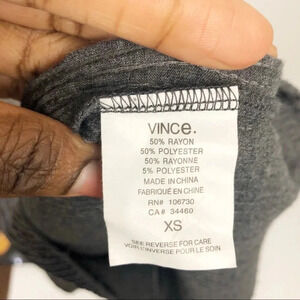 VINCe.
50% RAYON
50% POLYESTER
50% RAYONNE
5% POLYESTER
MADE IN CHINA
FABRIQUÉ EN CHINE
RN# 106730
CA# 34460
XS
SEE REVERSE FOR CARE
VOIR L'INVERSE POUR LE SOIN